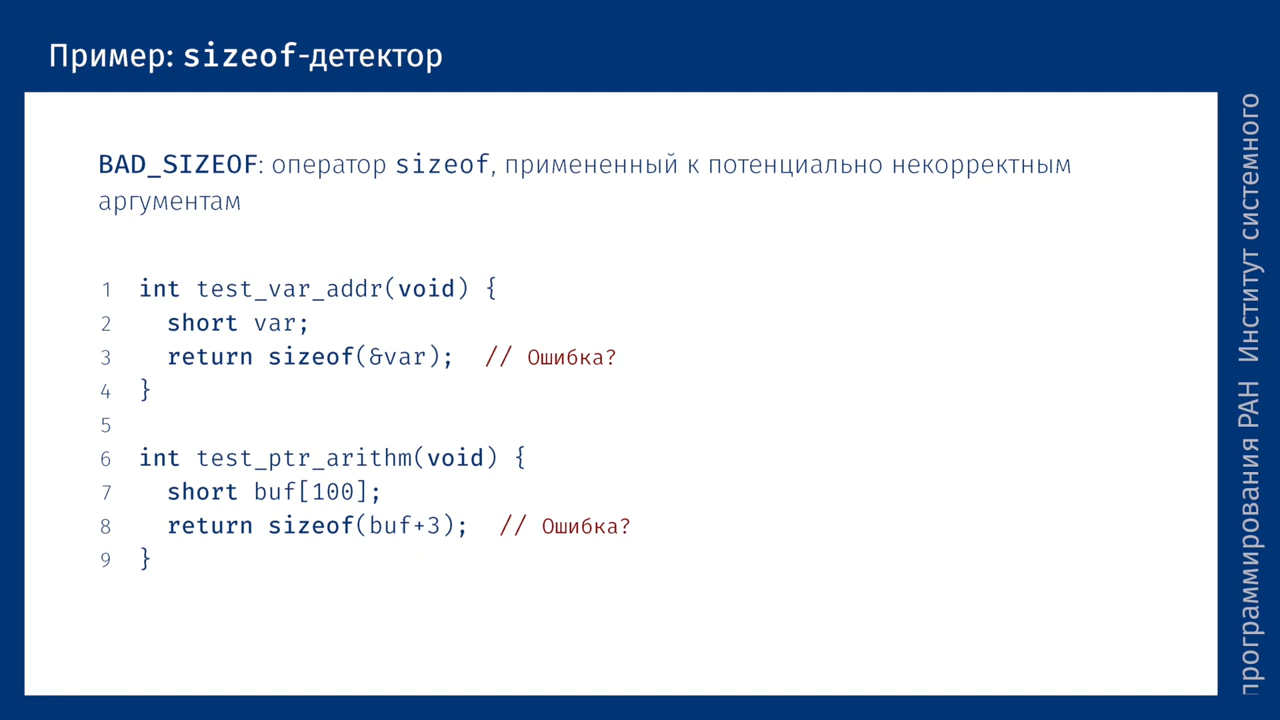 Пример: sizeof-детектор
BAD_SIZEOF: оператор sizeof, примененный к потенциально некорректным
аргументам
1 int test_var_addr(void) {
2 short var;
3 return sizeof(&var); // Ошибка?
4 }
5
6 int test_ptr_arithm(void) {
7 short buf[100];
8 return sizeof(buf+3); // Ошибка?
9 }
программирования РАН Институт системного